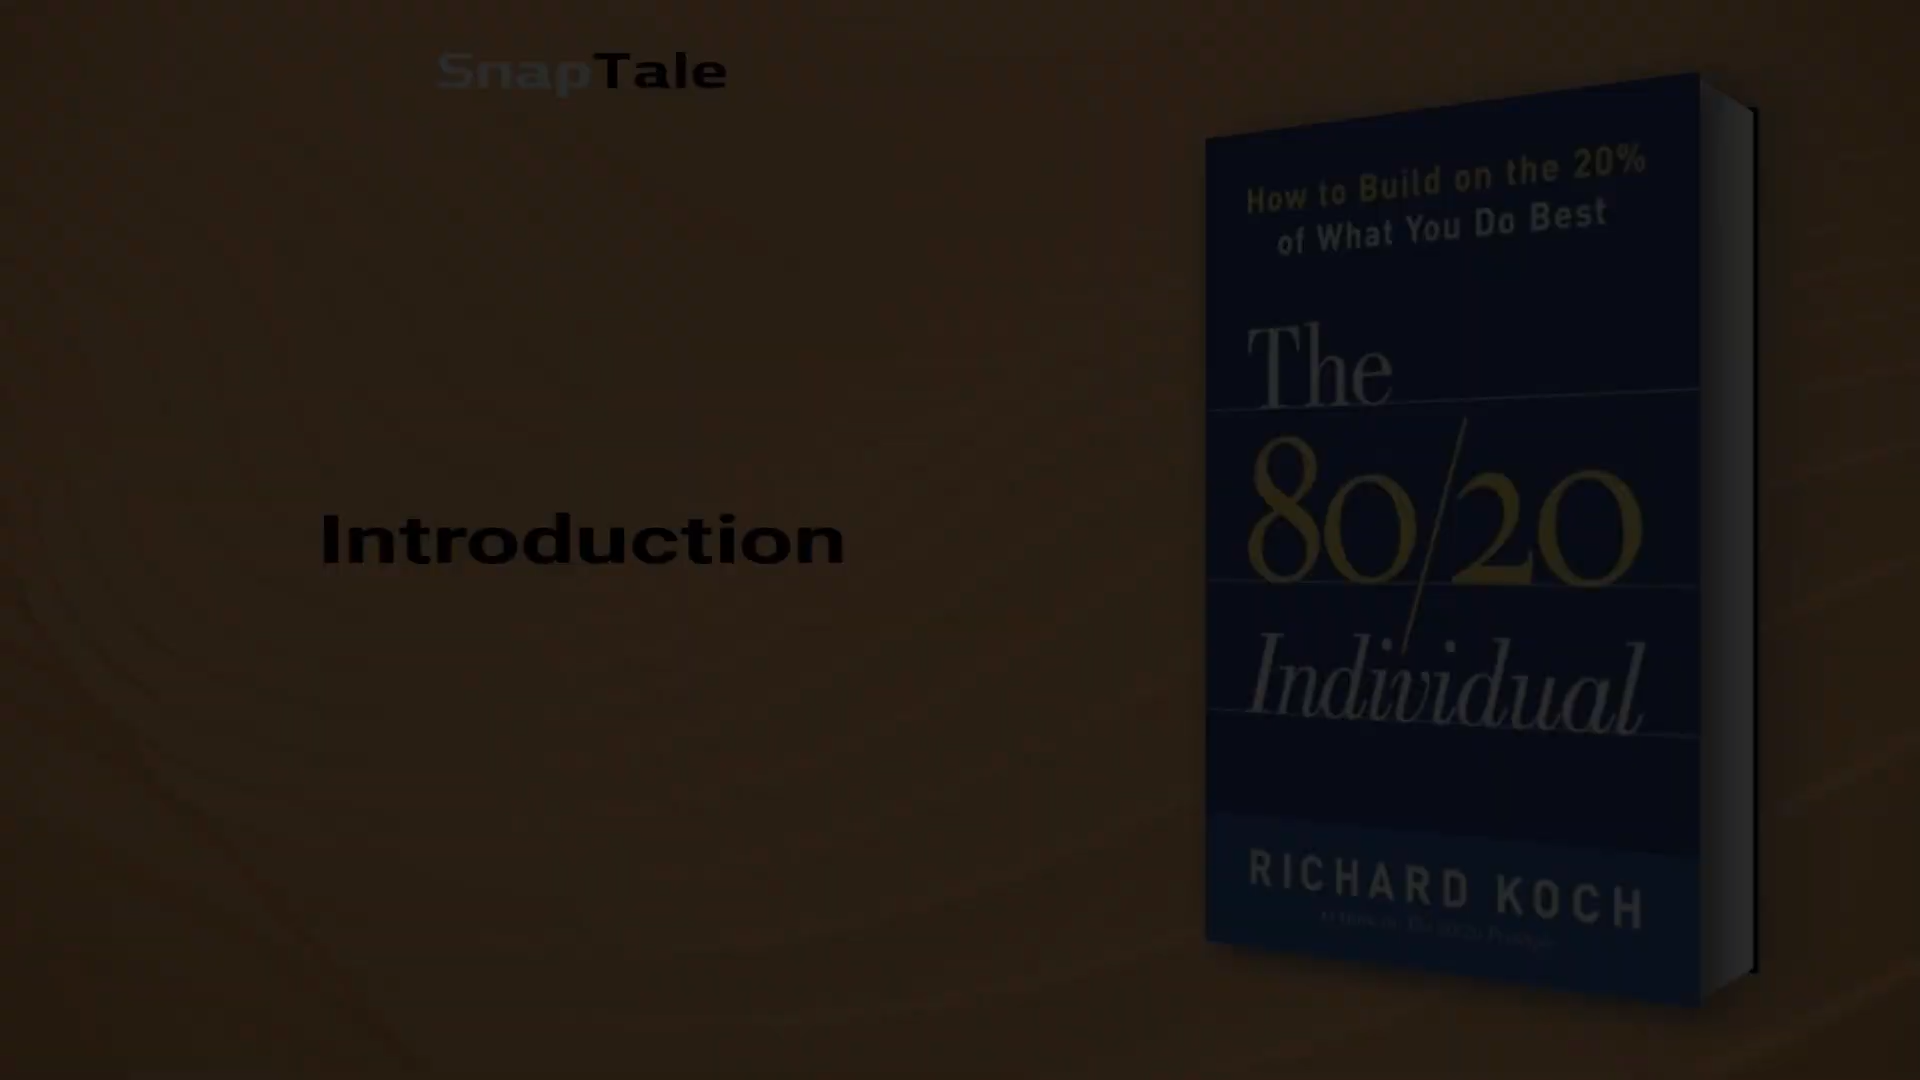 SnapTale
Introduction
How to Build on the 20%
of What You Do Best
The
80/20
Individual
RICHARD KOCH